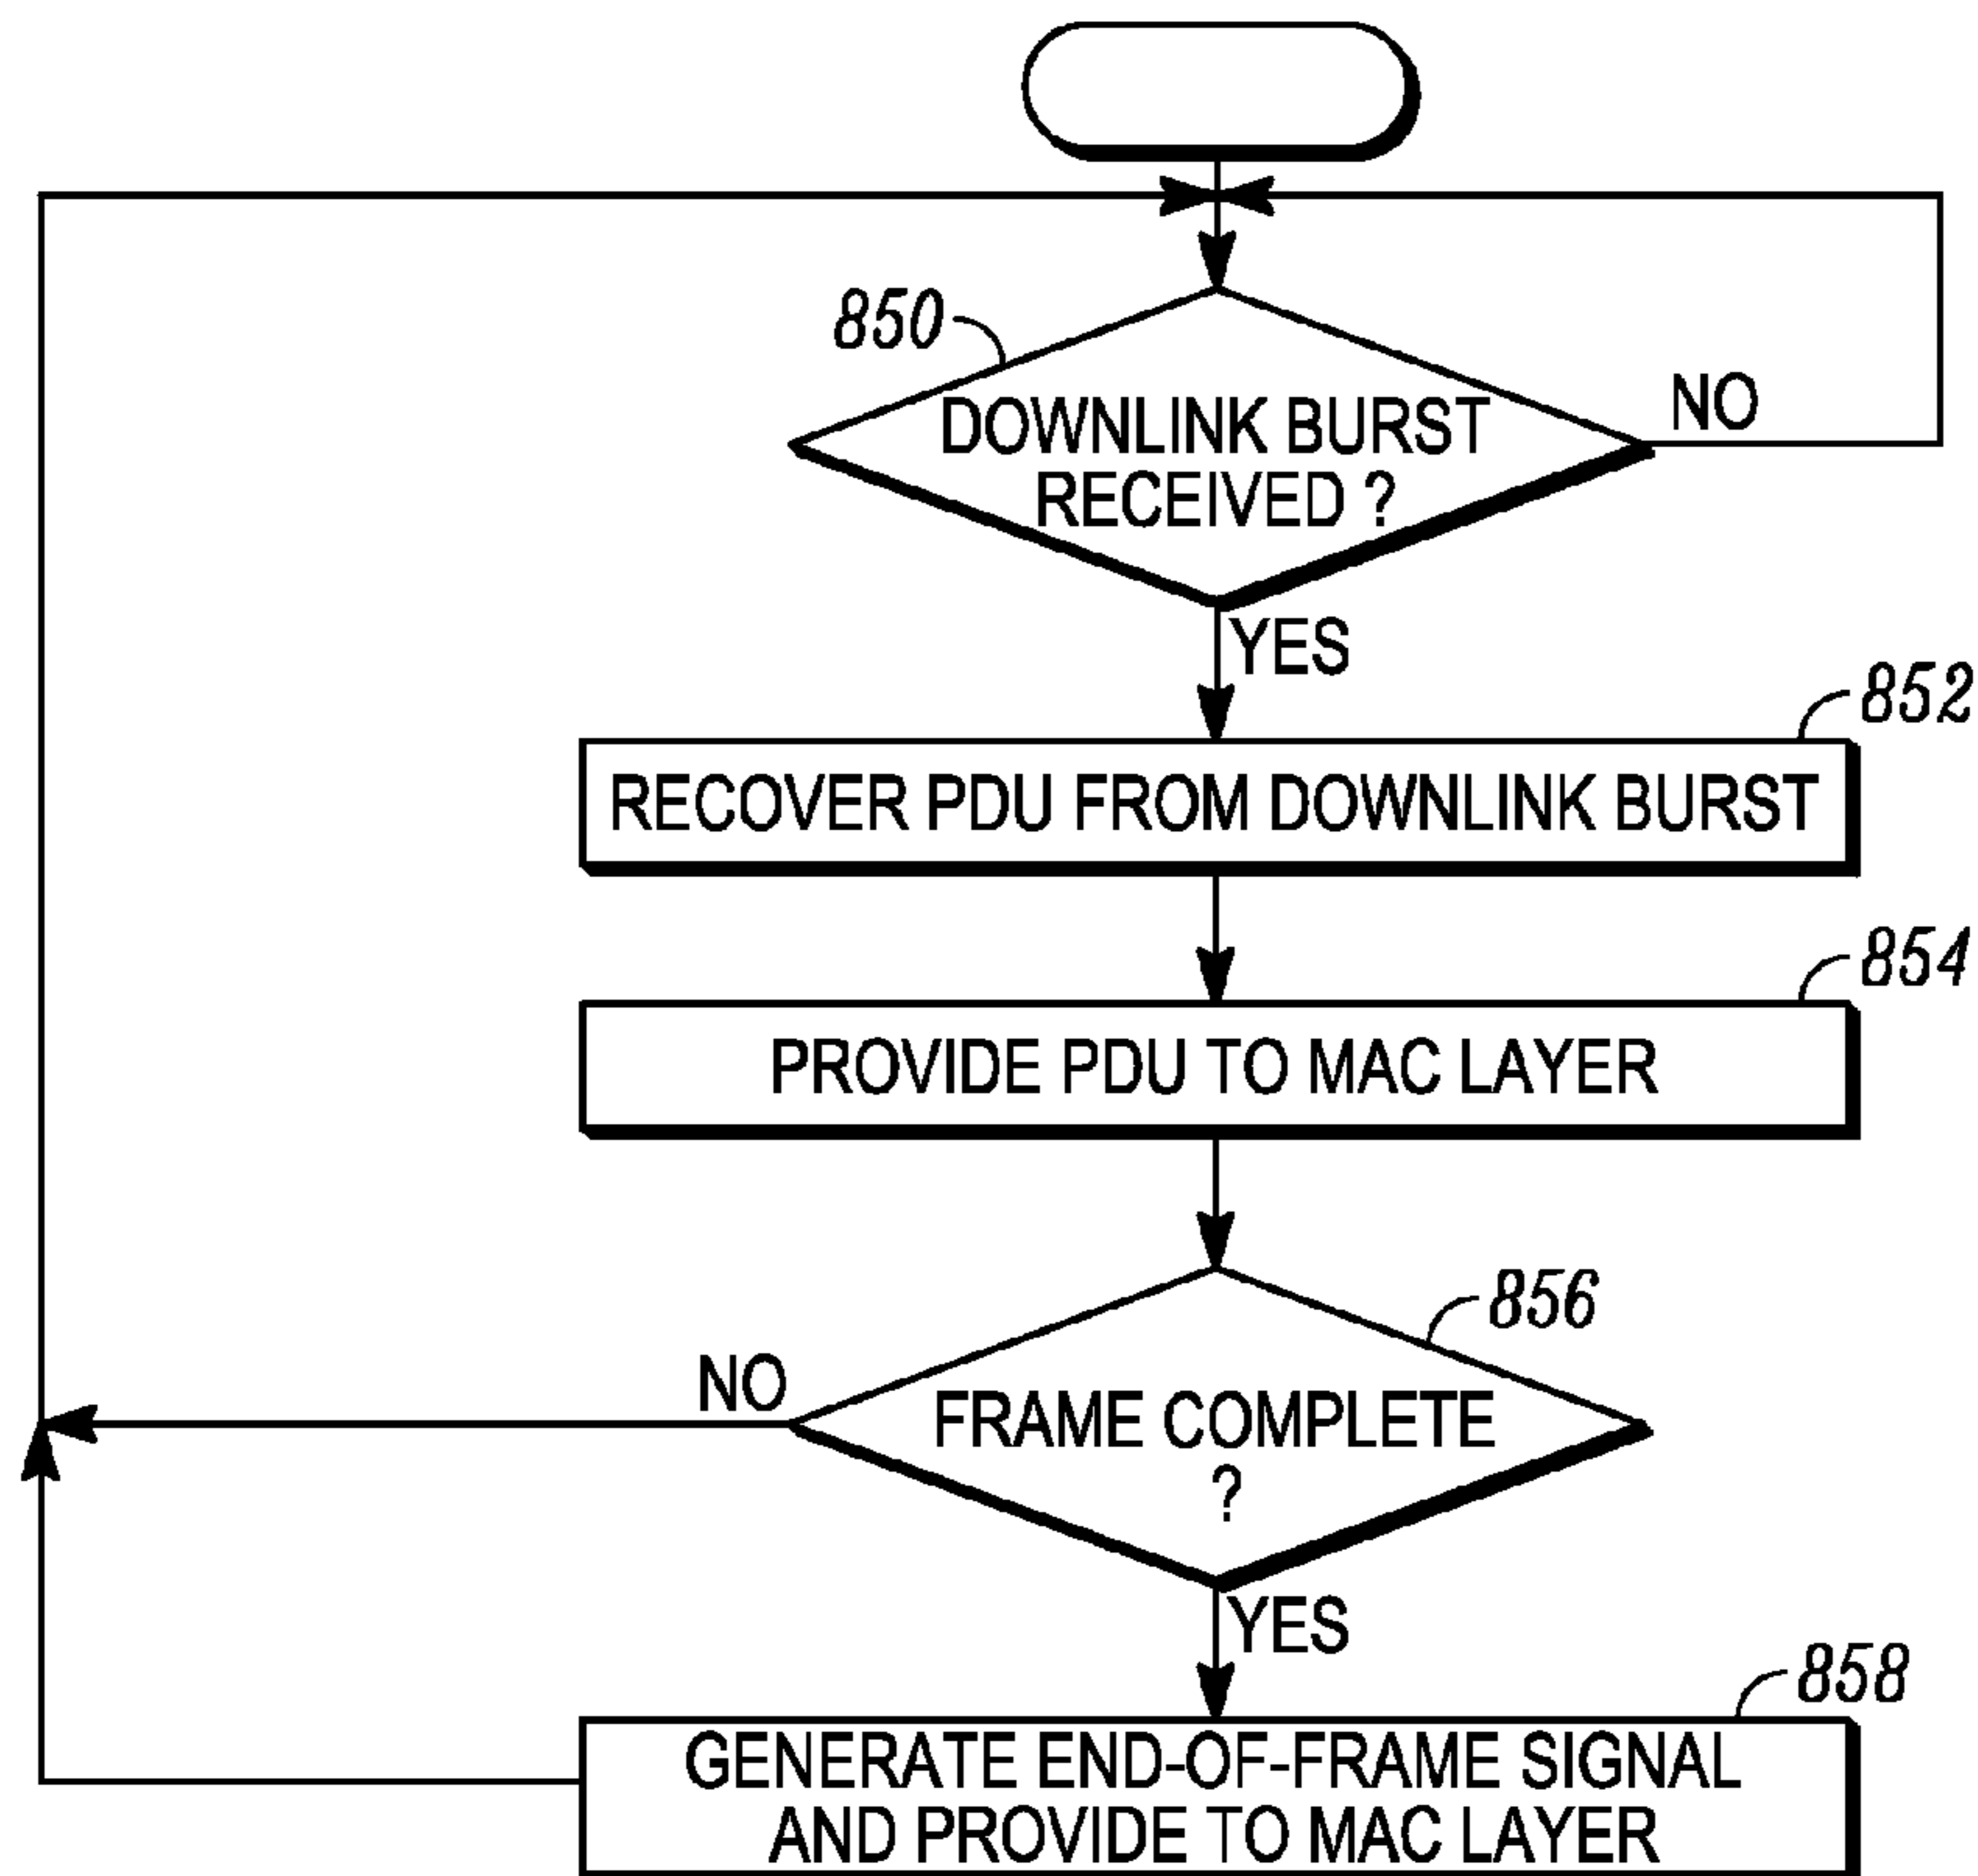 850
DOWNLINK BURST
RECEIVED ?
NO
YES
852
RECOVER PDU FROM DOWNLINK BURST
854
PROVIDE PDU TO MAC LAYER
856
NO
FRAME COMPLETE
?
YES
858
GENERATE END-OF-FRAME SIGNAL
AND PROVIDE TO MAC LAYER